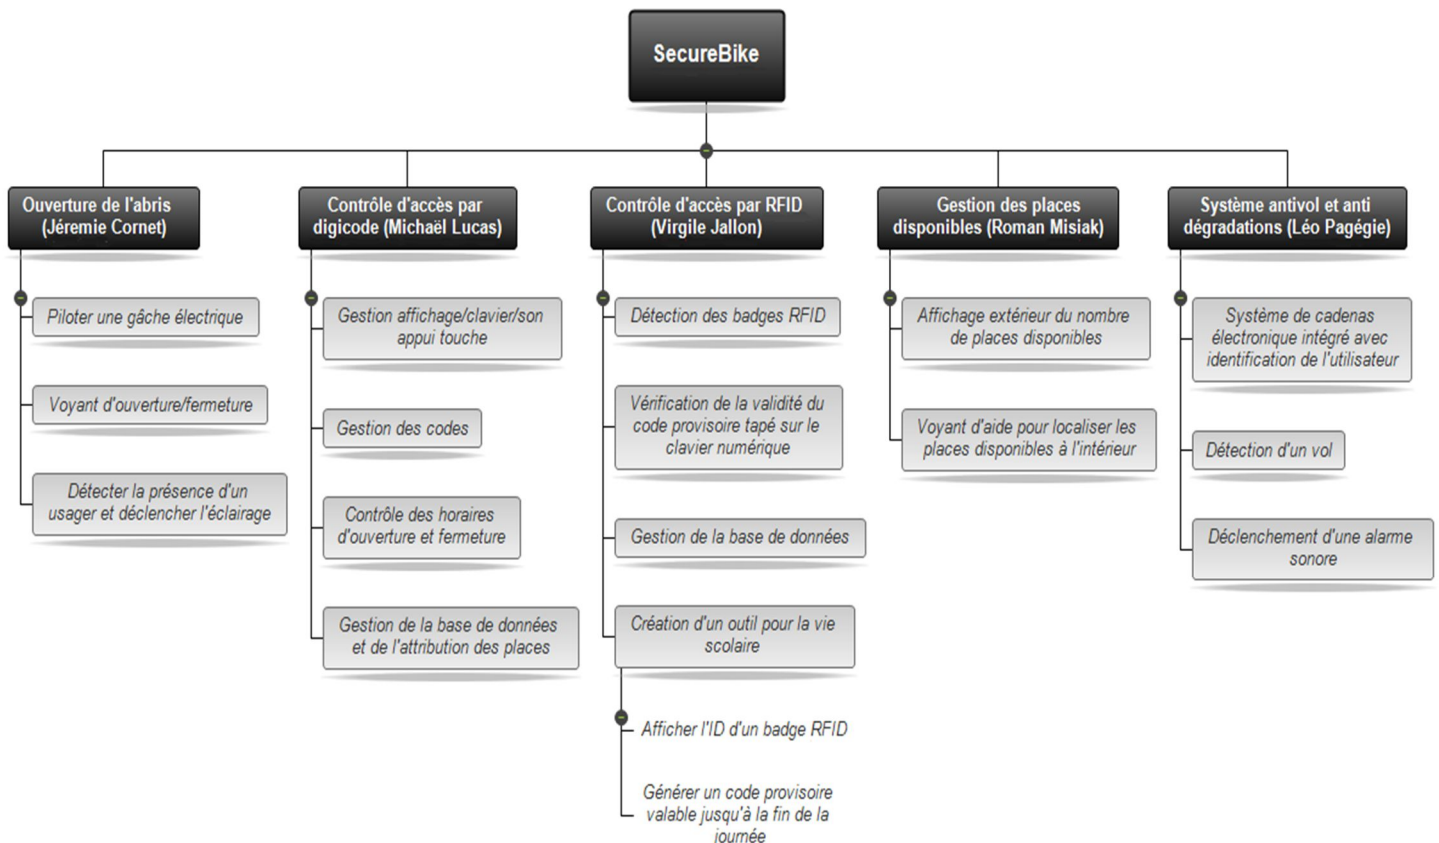 SecureBike
Ouverture de l'abris
(Jéremie Cornet)
Piloter une gâche électrique
Voyant d'ouverture/fermeture
Détecter la présence d'un
usager et déclencher l'éclairage
Contrôle d'accès par
digicode (Michaël Lucas)
Gestion affichage/clavier/son
appui touche
Gestion des codes
Contrôle des horaires
d'ouverture et fermeture
Gestion de la base de données
et de l'attribution des places
Contrôle d'accès par RFID
(Virgile Jallon)
Détection des badges RFID
Vérification de la validité du
code provisoire tapé sur le
clavier numérique
Gestion de la base de données
Création d'un outil pour la vie
scolaire
Afficher l'ID d'un badge RFID
Générer un code provisoire
valable jusqu'à la fin de la
journée
Gestion des places
disponibles (Roman Misiak)
Affichage extérieur du nombre
de places disponibles
Voyant d'aide pour localiser les
places disponibles à l'intérieur
Système antivol et anti
dégradations (Léo Pagégie)
Système de cadenas
électronique intégré avec
identification de l'utilisateur
Détection d'un vol
Déclenchement d'une alarme
sonore